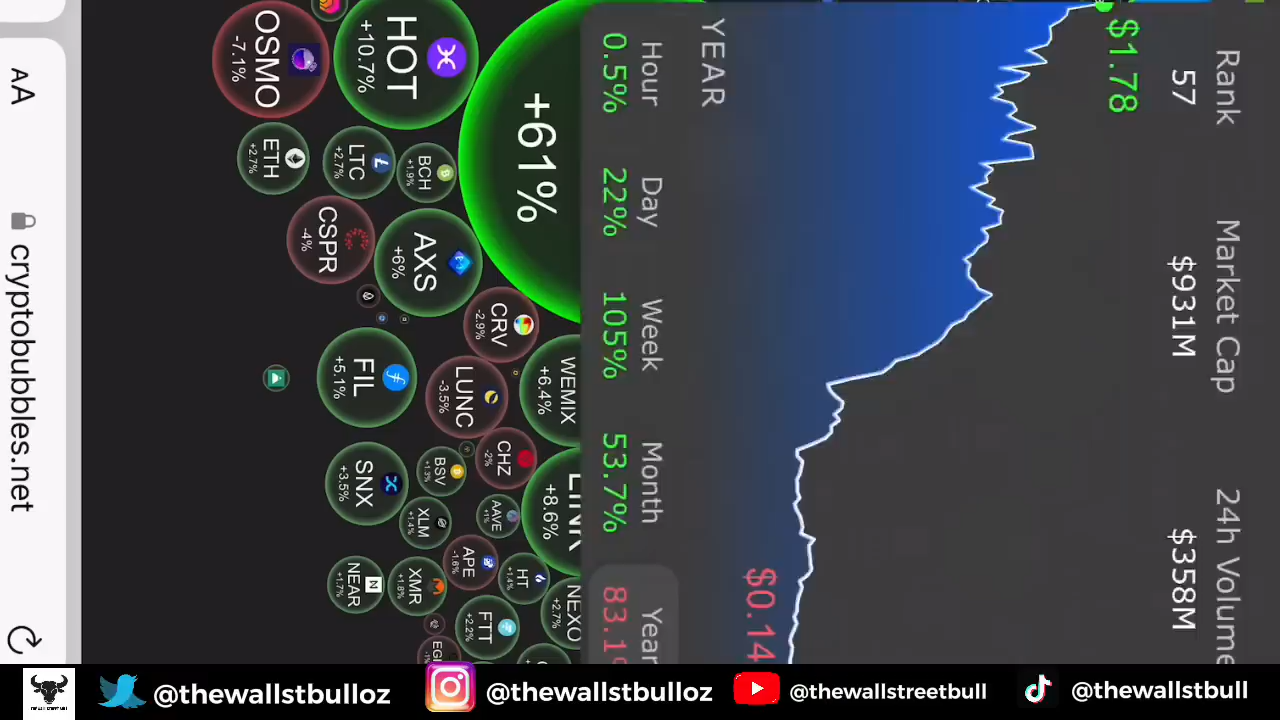 Rank
57
Market Cap
$931M
24h Volume
$358M
$1.78
$0.14
YEAR
Hour
0.5%
Day
22%
Week
105%
Month
53.7%
Year
83.1
+61%
HOT
+10.7%
OSMO
-7.1%
BCH
+1.9%
LTC
+2.7%
ETH
+2.7%
AXS
+6%
CSPR
-4%
CRV
-2.9%
WEMIX
+6.4%
LUNC
-3.5%
FIL
+5.1%
CHZ
-2%
LINK
+8.6%
BSV
+1.3%
SNX
+3.5%
AAVE
+1%
XLM
+1.4%
APE
-1.6%
HT
+1.4%
NEXO
+2.7%
XMR
+1.8%
NEAR
+1.7%
FTT
+2.2%
AA
cryptobubbles.net
@thewallstbulloz
@thewallstbulloz
@thewallstreetbull
@thewallstbull